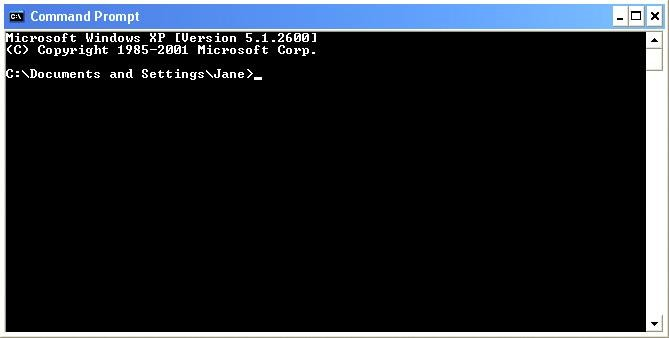 Command Prompt
Microsoft Windows XP [Version 5.1.2600]
(C) Copyright 1985-2001 Microsoft Corp.
C:\Documents and Settings\Jane>_